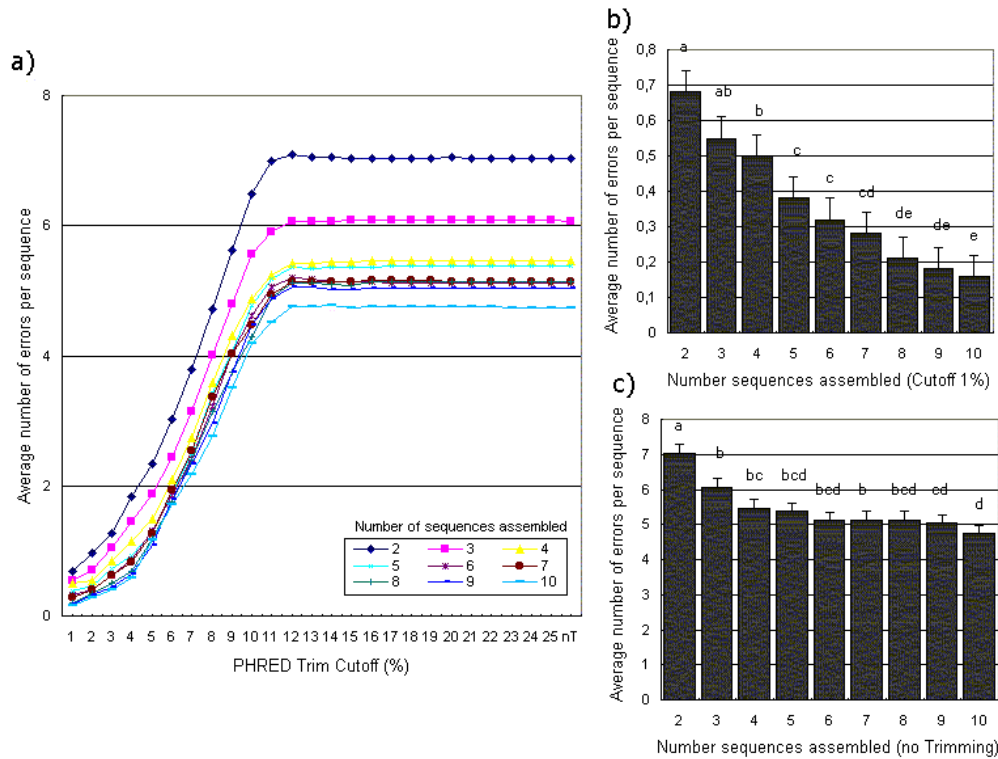 a)
Average number of errors per sequence
8
6
4
2
0
1 2 3 4 5 6 7 8 9 10 11 12 13 14 15 16 17 18 19 20 21 22 23 24 25 nT
PHRED Trim Cutoff (%)
Number of sequences assembled
2 3 4
5 6 7
8 9 10
b)
Average number of errors per sequence
0,8
0,7
0,6
0,5
0,4
0,3
0,2
0,1
0
a ab b c c cd de de e
2 3 4 5 6 7 8 9 10
Number sequences assembled (Cutoff 1%)
c)
Average number of errors per sequence
8
7
6
5
4
3
2
1
0
a b bc bcd bcd b bcd cd d
2 3 4 5 6 7 8 9 10
Number sequences assembled (no Trimming)